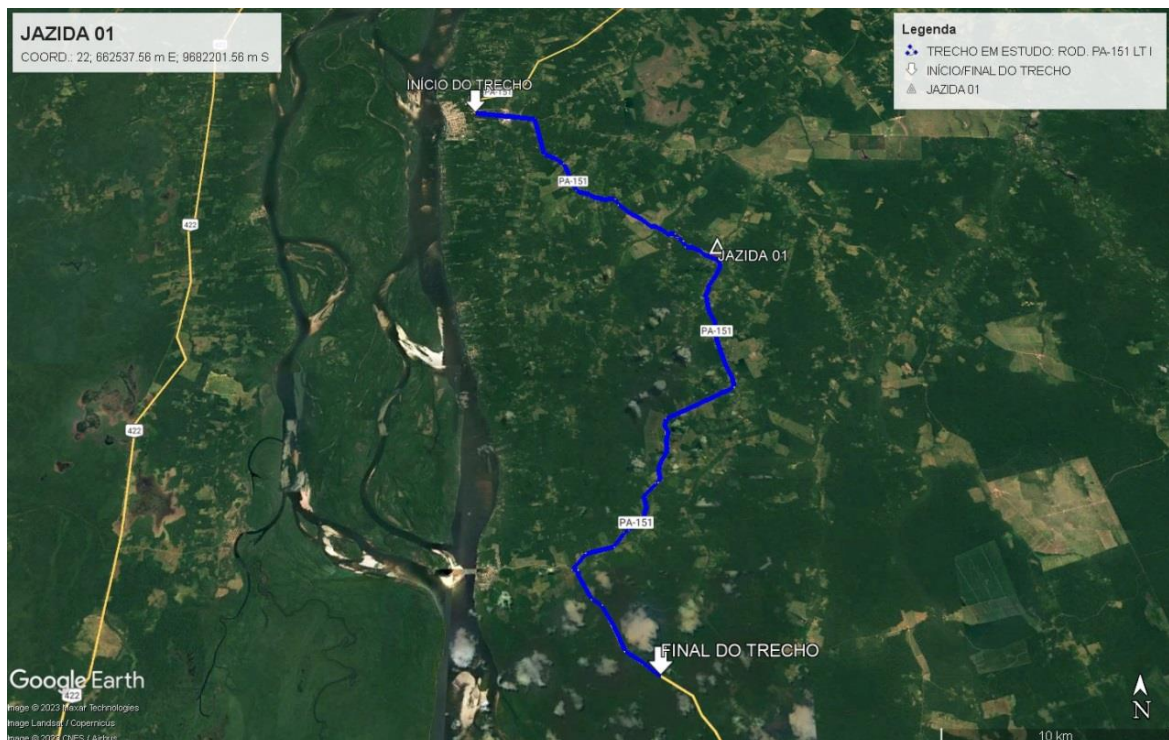 JAZIDA 01
COORD.: 22; 662537.56 m E; 9682201.56 m S
Legenda
TRECHO EM ESTUDO: ROD. PA-151 LT I
INÍCIO/FINAL DO TRECHO
JAZIDA 01
INÍCIO DO TRECHO
PA-151
PA-151
422
JAZIDA 01
PA-151
422
PA-151
FINAL DO TRECHO
Google Earth
422
Image © 2023 Maxar Technologies
Image Landsat / Copernicus
Image © 2023 CNES / Airbus
N
10 km